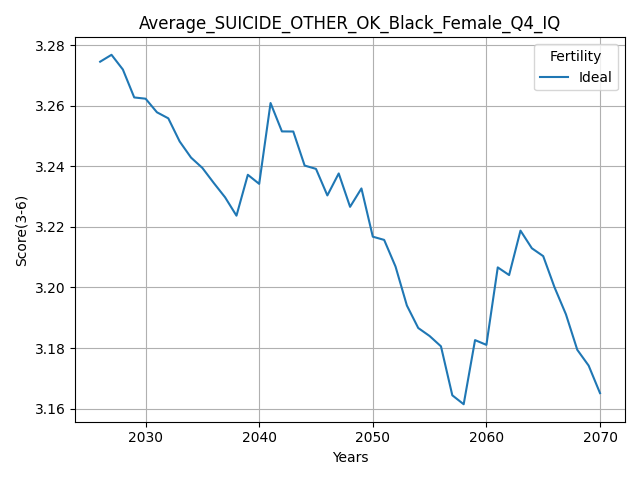 Average_SUICIDE_OTHER_OK_Black_Female_Q4_IQ
Fertility
Ideal
Score(3-6)
3.28
3.26
3.24
3.22
3.20
3.18
3.16
2030 2040 2050 2060 2070
Years